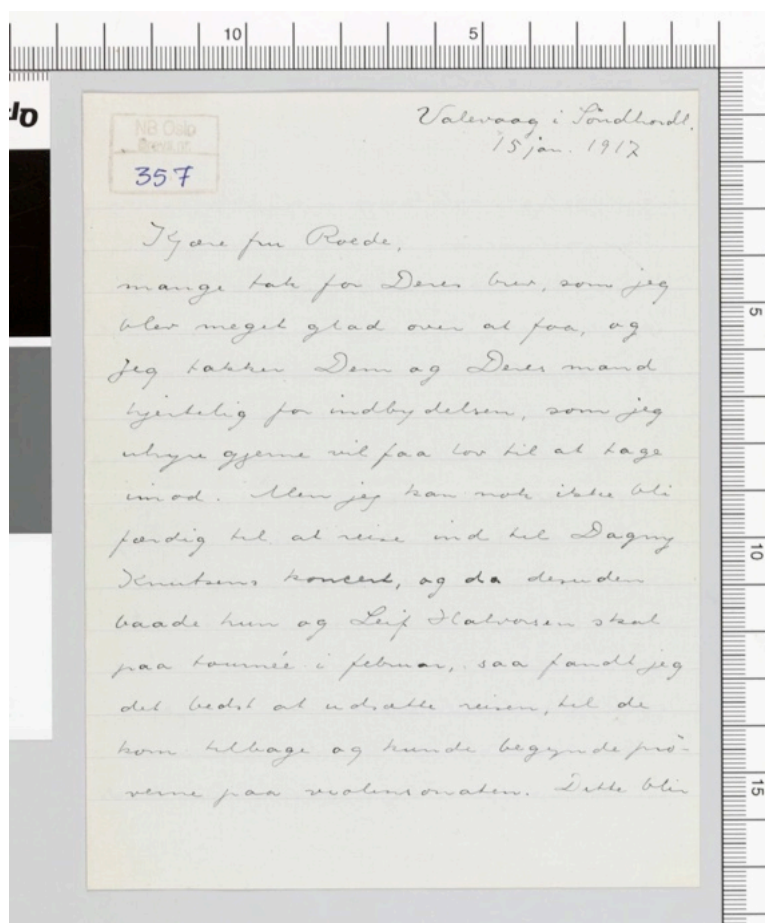 10 5
NB Oslo
Brevs.nr.
357
Valevaag i Söndhordl.
15 jan. 1917
Kjære fru Roede,
mange tak for Deres brev, som jeg
blev meget glad over at faa, og
jeg takker Dem og Deres mand
hjertelig for indbydelsen, som jeg
uhyre gjerne vil faa lov til at tage
imod. Men jeg kan nok ikke bli
færdig til at reise ind til Dagny
Knutsens koncert, og da desuden
baade hun og Leif Halvorsen skal
paa tournée i februar, saa fandt jeg
det bedst at udsætte reisen, til de
kom tilbage og kunde begynde prö-
verne paa violinsonaten. Dette blir
5
10
15